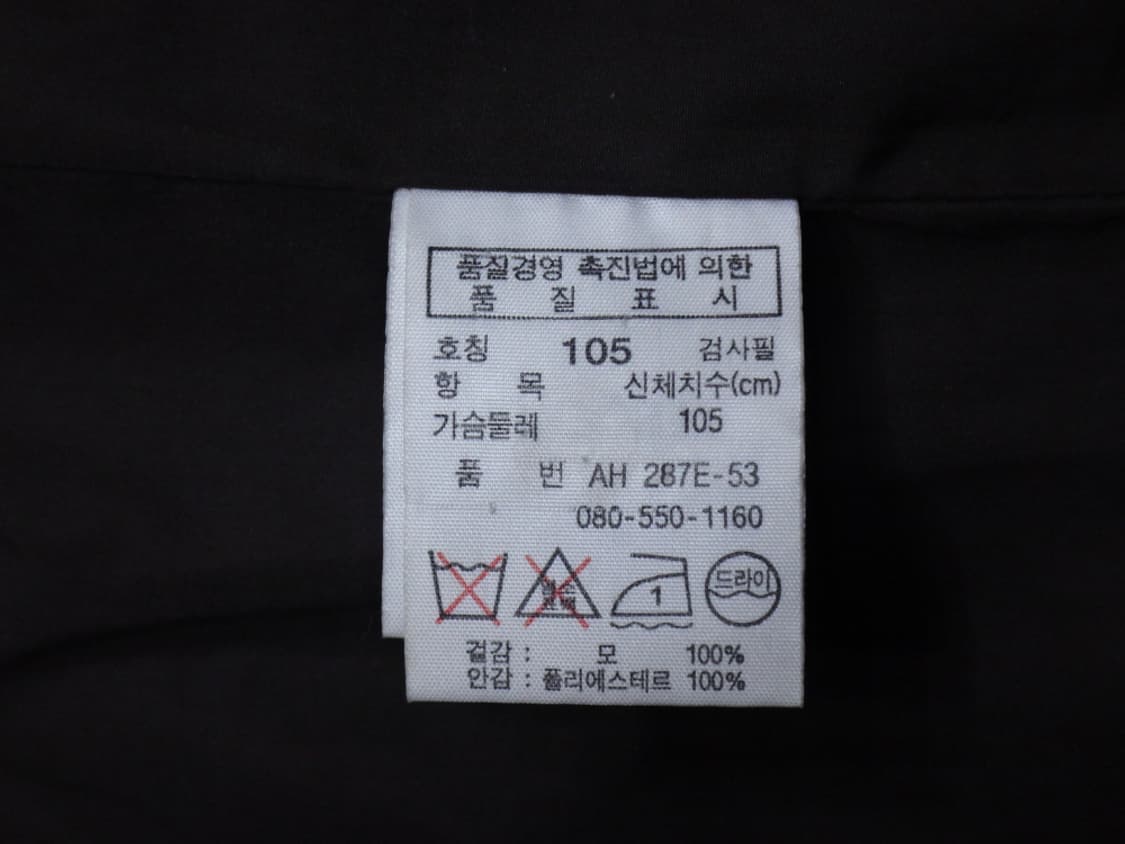 품질경영 촉진법에 의한
품 질 표 시
호칭 105 검사필
항 목 신체치수(cm)
가슴둘레 105
품 번 AH 287E-53
080-550-1160
1 드라이
겉감 : 모 100%
안감 : 폴리에스테르 100%